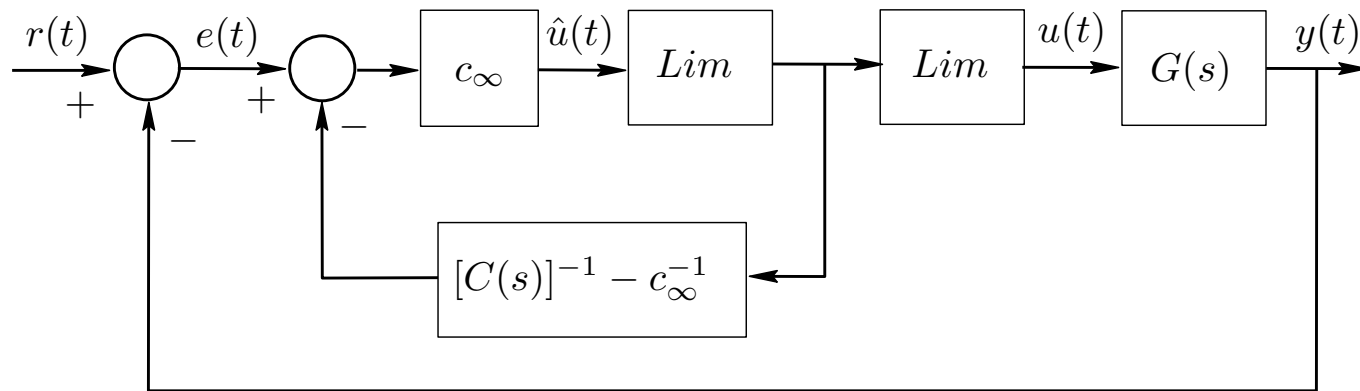 r(t)
+
−
e(t)
+
−
c∞
û(t)
Lim
Lim
u(t)
G(s)
y(t)
[C(s)]⁻¹ − c∞⁻¹